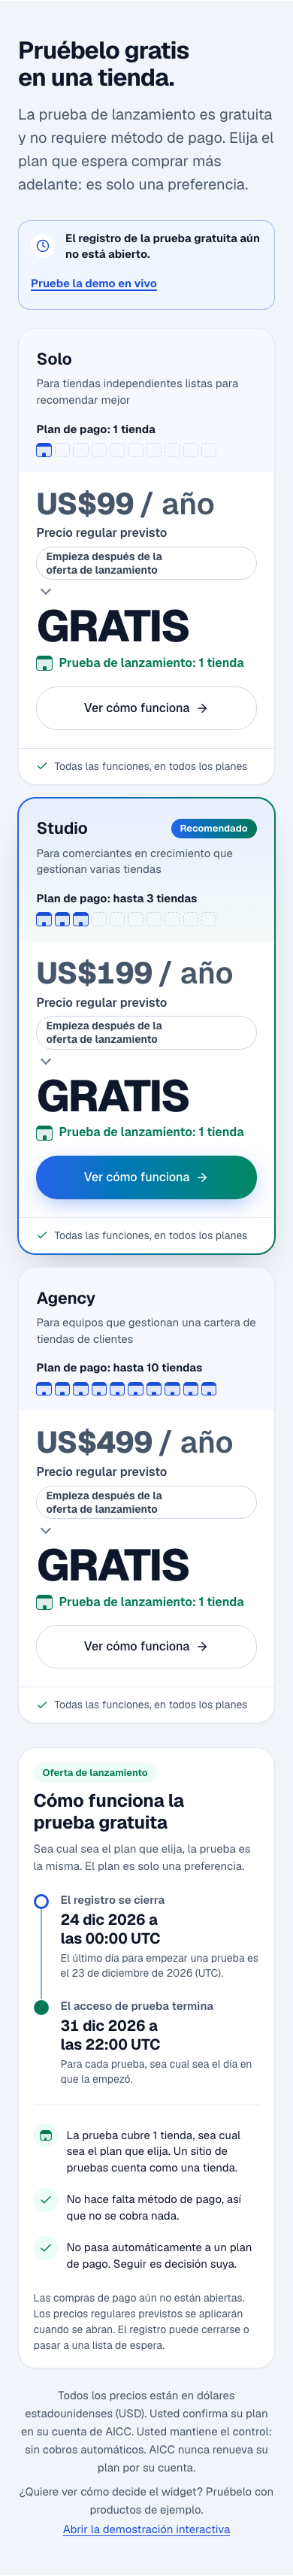 Pruébelo gratis
en una tienda.
La prueba de lanzamiento es gratuita
y no requiere método de pago. Elija el
plan que espera comprar más
adelante: es solo una preferencia.
El registro de la prueba gratuita aún
no está abierto.
Pruebe la demo en vivo
Solo
Para tiendas independientes listas para
recomendar mejor
Plan de pago: 1 tienda
US$99 / año
Precio regular previsto
Empieza después de la
oferta de lanzamiento
GRATIS
Prueba de lanzamiento: 1 tienda
Ver cómo funciona →
Todas las funciones, en todos los planes
Studio
Recomendado
Para comerciantes en crecimiento que
gestionan varias tiendas
Plan de pago: hasta 3 tiendas
US$199 / año
Precio regular previsto
Empieza después de la
oferta de lanzamiento
GRATIS
Prueba de lanzamiento: 1 tienda
Ver cómo funciona →
Todas las funciones, en todos los planes
Agency
Para equipos que gestionan una cartera de
tiendas de clientes
Plan de pago: hasta 10 tiendas
US$499 / año
Precio regular previsto
Empieza después de la
oferta de lanzamiento
GRATIS
Prueba de lanzamiento: 1 tienda
Ver cómo funciona →
Todas las funciones, en todos los planes
Oferta de lanzamiento
Cómo funciona la
prueba gratuita
Sea cual sea el plan que elija, la prueba es
la misma. El plan es solo una preferencia.
El registro se cierra
24 dic 2026 a
las 00:00 UTC
El último día para empezar una prueba es
el 23 de diciembre de 2026 (UTC).
El acceso de prueba termina
31 dic 2026 a
las 22:00 UTC
Para cada prueba, sea cual sea el día en
que la empezó.
La prueba cubre 1 tienda, sea cual
sea el plan que elija. Un sitio de
pruebas cuenta como una tienda.
No hace falta método de pago, así
que no se cobra nada.
No pasa automáticamente a un plan
de pago. Seguir es decisión suya.
Las compras de pago aún no están abiertas.
Los precios regulares previstos se aplicarán
cuando se abran. El registro puede cerrarse o
pasar a una lista de espera.
Todos los precios están en dólares
estadounidenses (USD). Usted confirma su plan
en su cuenta de AICC. Usted mantiene el control:
sin cobros automáticos. AICC nunca renueva su
plan por su cuenta.
¿Quiere ver cómo decide el widget? Pruébelo con
productos de ejemplo.
Abrir la demostración interactiva